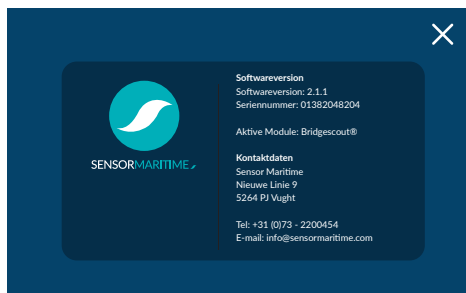 SENSORMARITIME
Softwareversion
Softwareversion: 2.1.1
Seriennummer: 01382048204
Aktive Module: Bridgescout®
Kontaktdaten
Sensor Maritime
Nieuwe Linie 9
5264 PJ Vught
Tel: +31 (0)73 - 2200454
E-mail: info@sensormaritime.com